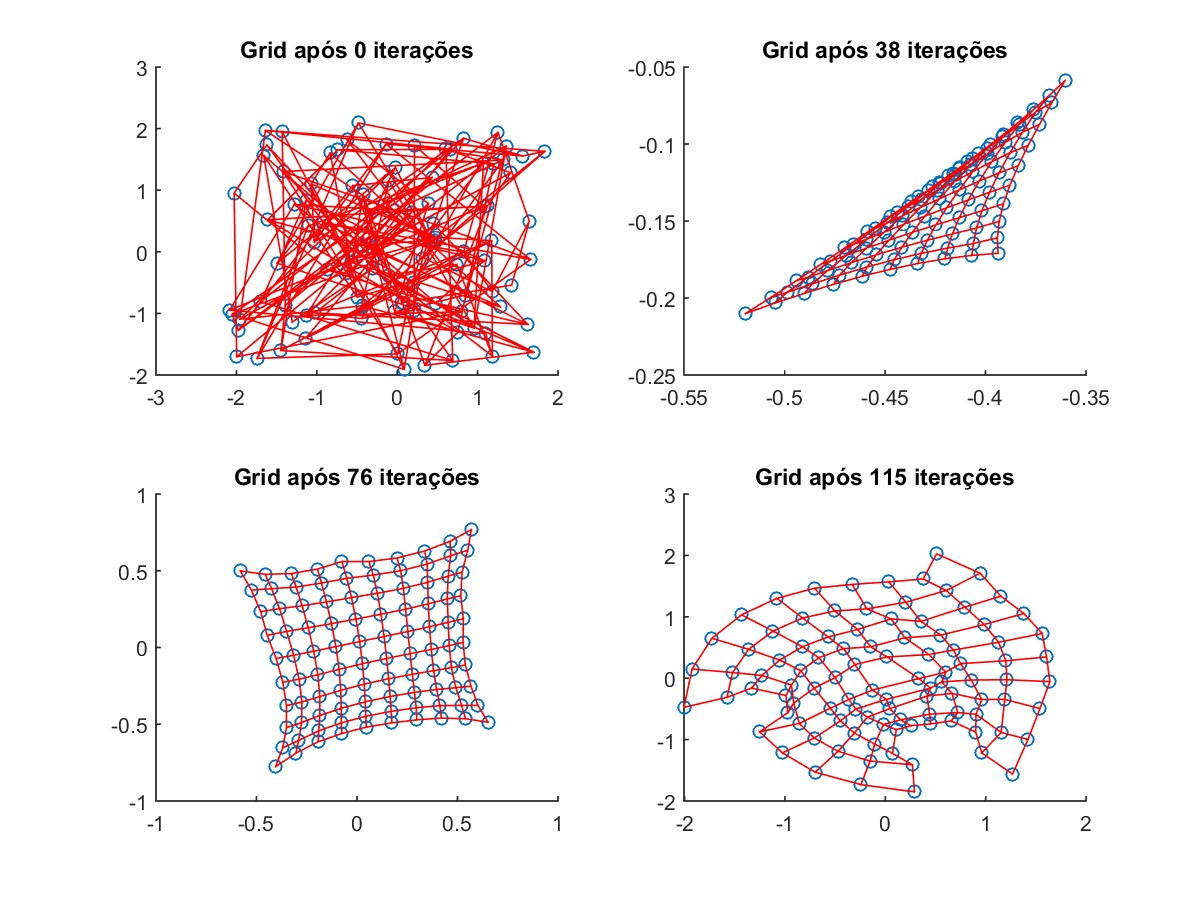 Grid após 0 iterações
3
2
1
0
-1
-2
-3 -2 -1 0 1 2
Grid após 38 iterações
-0.05
-0.1
-0.15
-0.2
-0.25
-0.55 -0.5 -0.45 -0.4 -0.35
Grid após 76 iterações
1
0.5
0
-0.5
-1
-1 -0.5 0 0.5 1
Grid após 115 iterações
3
2
1
0
-1
-2
-2 -1 0 1 2